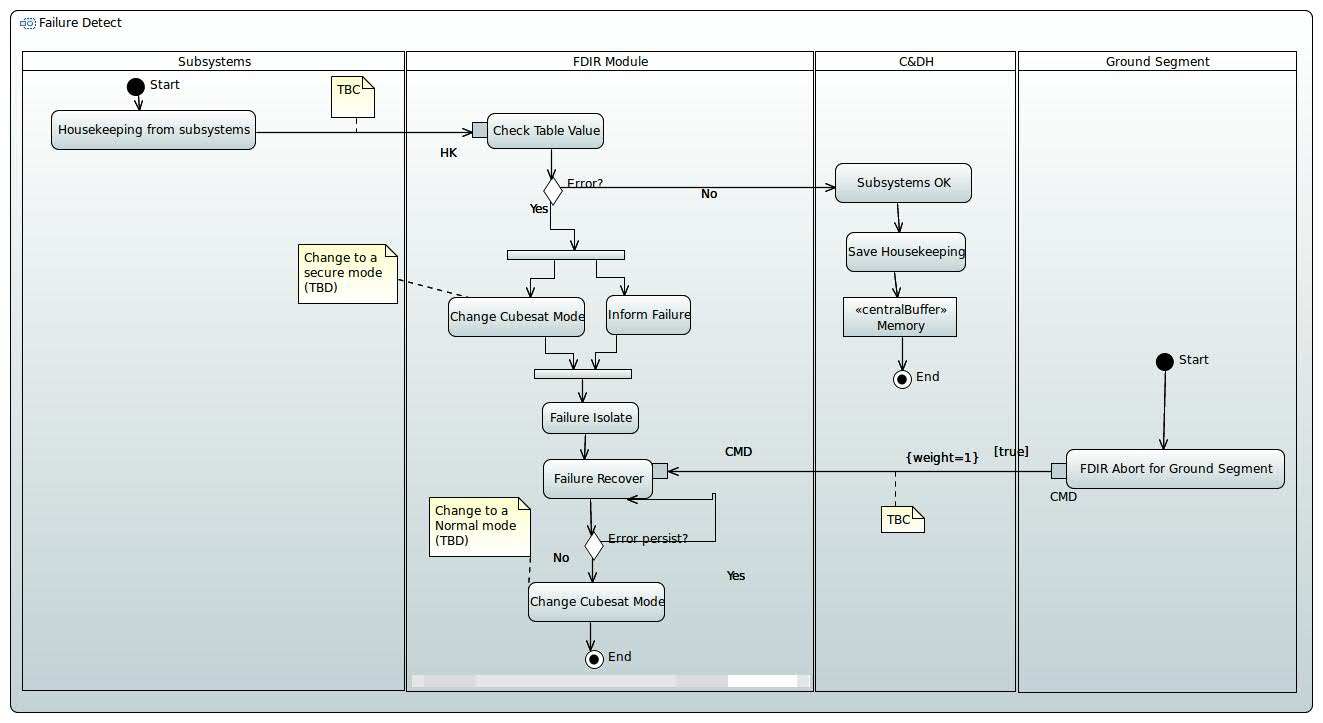 Failure Detect
Subsystems
FDIR Module
C&DH
Ground Segment
Start
TBC
Housekeeping from subsystems
HK
Check Table Value
Error?
No
Yes
Subsystems OK
Save Housekeeping
«centralBuffer»
Memory
End
Change to a
secure mode
(TBD)
Change Cubesat Mode
Inform Failure
Failure Isolate
Failure Recover
CMD
{weight=1}
[true]
Start
FDIR Abort for Ground Segment
CMD
TBC
Change to a
Normal mode
(TBD)
Error persist?
No
Yes
Change Cubesat Mode
End